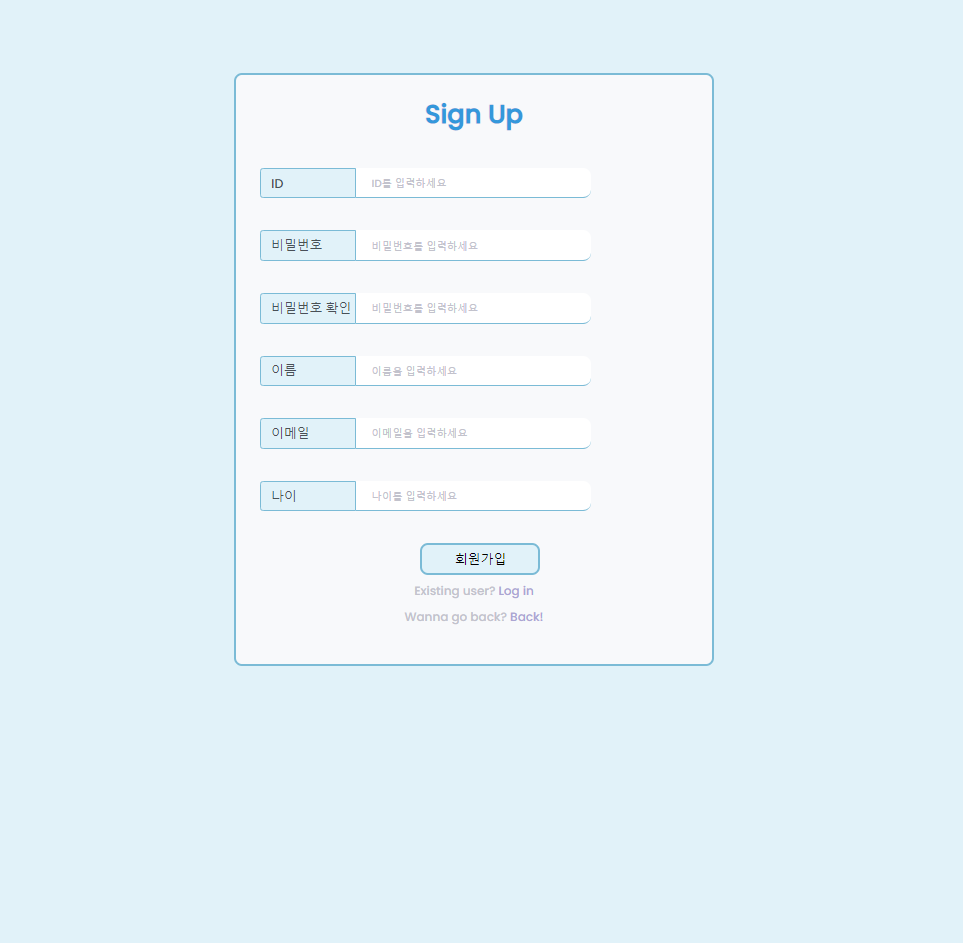 Sign Up
ID ID를 입력하세요
비밀번호 비밀번호를 입력하세요
비밀번호 확인 비밀번호를 입력하세요
이름 이름을 입력하세요
이메일 이메일을 입력하세요
나이 나이를 입력하세요
회원가입
Existing user? Log in
Wanna go back? Back!